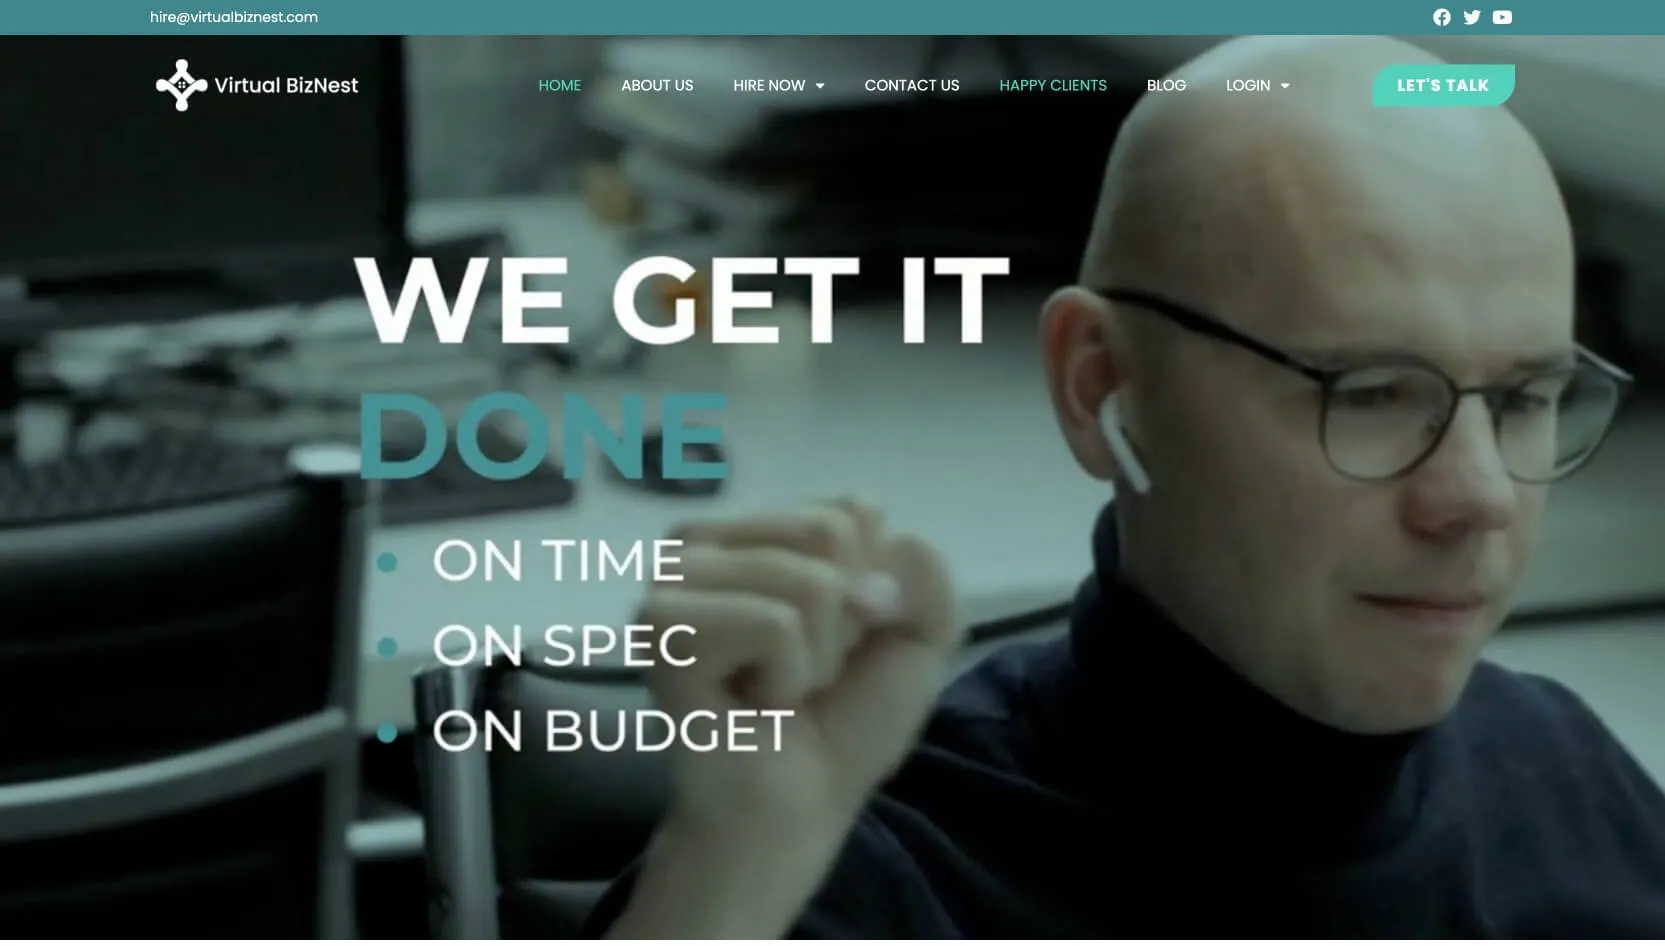 hire@virtualbiznest.com
Virtual BizNest
HOME
ABOUT US
HIRE NOW
CONTACT US
HAPPY CLIENTS
BLOG
LOGIN
LET'S TALK
WE GET IT
DONE
ON TIME
ON SPEC
ON BUDGET